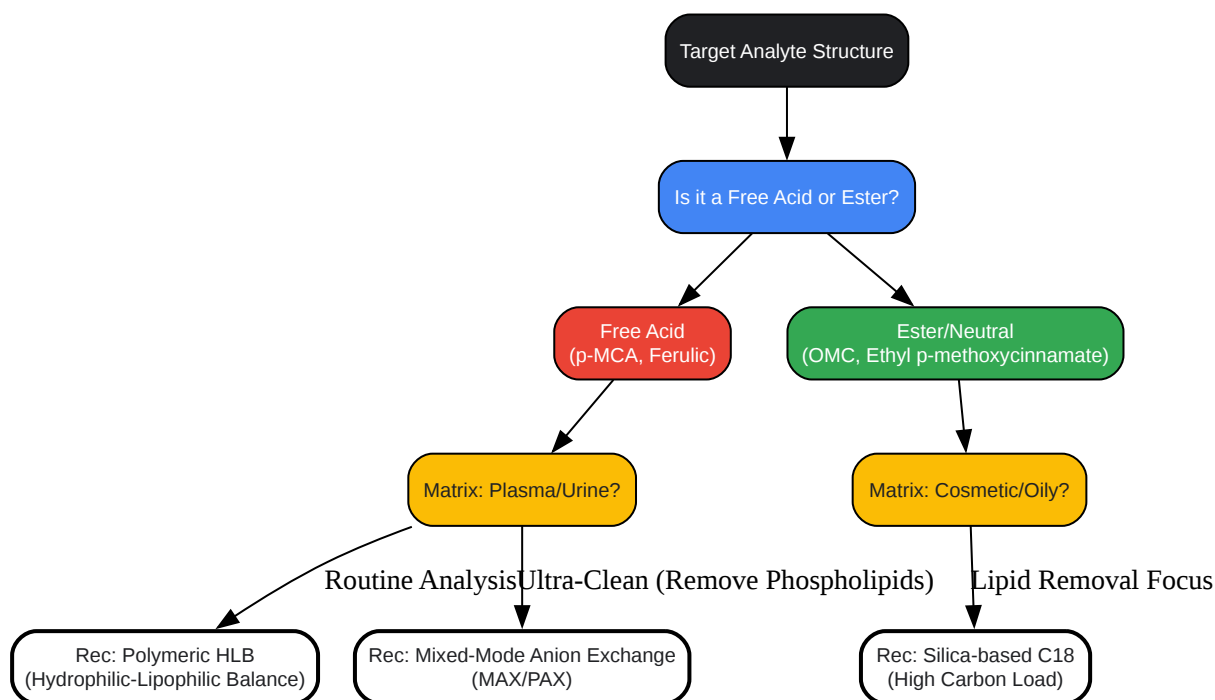 Target Analyte Structure
Is it a Free Acid or Ester?
Free Acid
(p-MCA, Ferulic)
Ester/Neutral
(OMC, Ethyl p-methoxycinnamate)
Matrix: Plasma/Urine?
Matrix: Cosmetic/Oily?
Routine Analysis
Ultra-Clean (Remove Phospholipids)
Lipid Removal Focus
Rec: Polymeric HLB
(Hydrophilic-Lipophilic Balance)
Rec: Mixed-Mode Anion Exchange
(MAX/PAX)
Rec: Silica-based C18
(High Carbon Load)